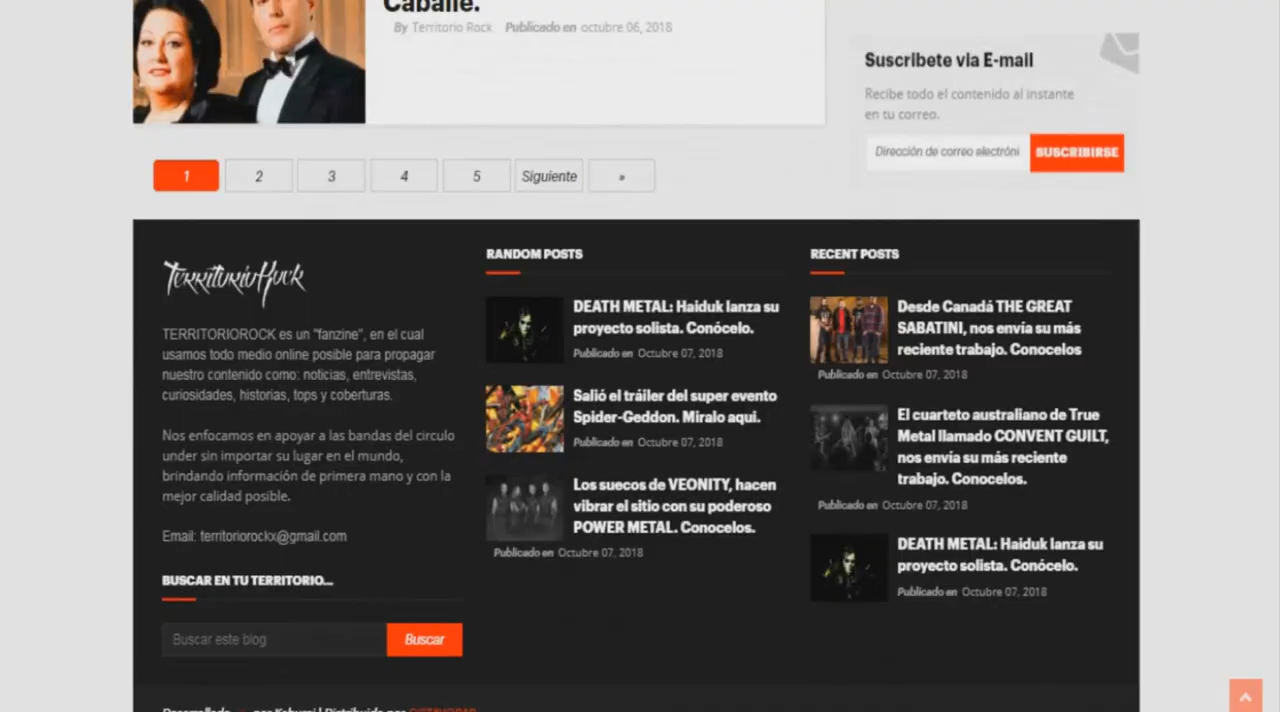 Caballé.
By Territorio Rock Publicado en octubre 06, 2018
Suscribete via E-mail
Recibe todo el contenido al instante
en tu correo.
Dirección de correo electróni
SUSCRIBIRSE
1 2 3 4 5 Siguiente »
TerritorioRock
TERRITORIOROCK es un "fanzine", en el cual
usamos todo medio online posible para propagar
nuestro contenido como: noticias, entrevistas,
curiosidades, historias, tops y coberturas.
Nos enfocamos en apoyar a las bandas del circulo
under sin importar su lugar en el mundo,
brindando información de primera mano y con la
mejor calidad posible.
Email: territoriorockx@gmail.com
BUSCAR EN TU TERRITORIO...
Buscar este blog
Buscar
RANDOM POSTS
DEATH METAL: Haiduk lanza su
proyecto solista. Conócelo.
Publicado en Octubre 07, 2018
Salió el tráiler del super evento
Spider-Geddon. Miralo aqui.
Publicado en Octubre 07, 2018
Los suecos de VEONITY, hacen
vibrar el sitio con su poderoso
POWER METAL. Conocelos.
Publicado en Octubre 07, 2018
RECENT POSTS
Desde Canadá THE GREAT
SABATINI, nos envía su más
reciente trabajo. Conocelos
Publicado en Octubre 07, 2018
El cuarteto australiano de True
Metal llamado CONVENT GUILT,
nos envía su más reciente
trabajo. Conocelos.
Publicado en Octubre 07, 2018
DEATH METAL: Haiduk lanza su
proyecto solista. Conócelo.
Publicado en Octubre 07, 2018